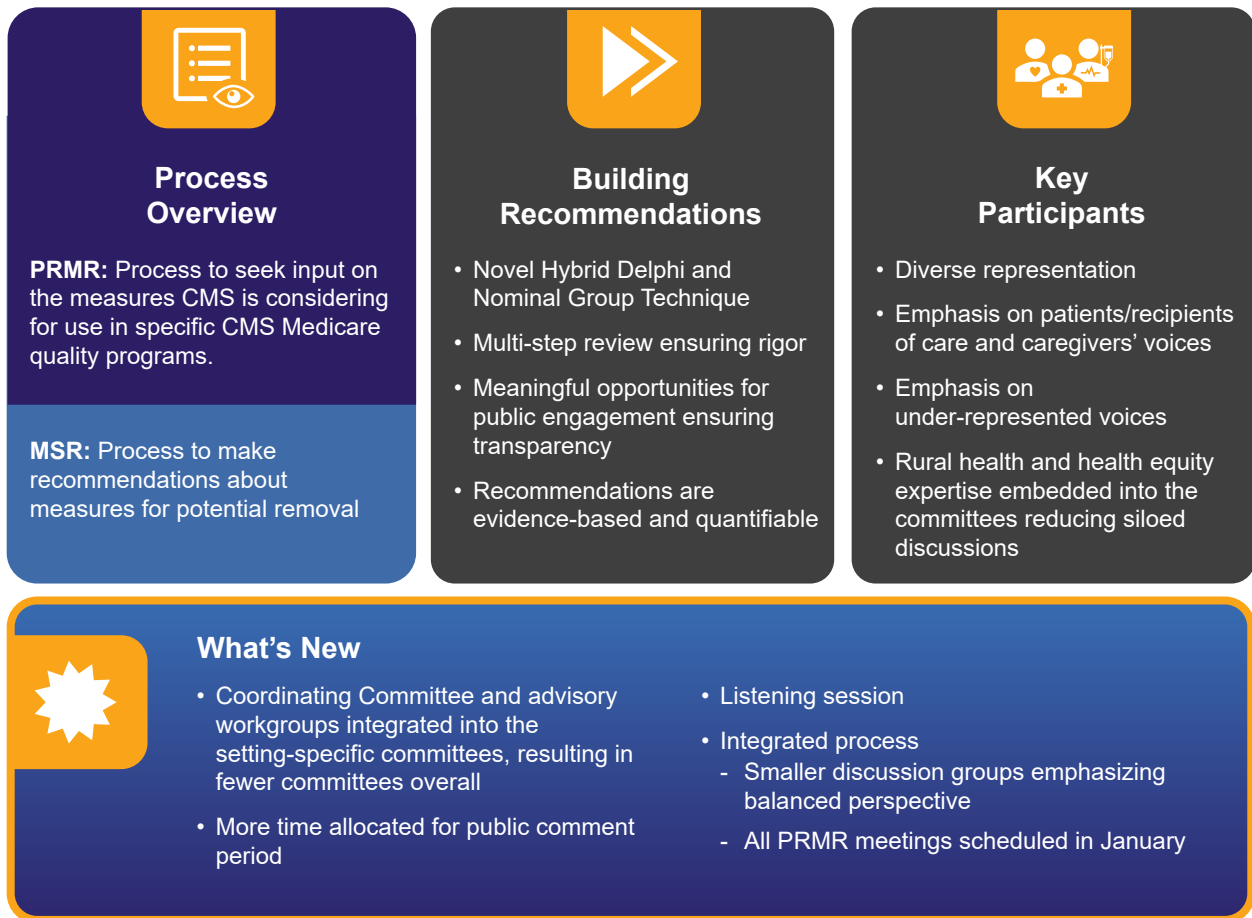 Process
Overview
PRMR: Process to seek input on
the measures CMS is considering
for use in specific CMS Medicare
quality programs.
MSR: Process to make
recommendations about
measures for potential removal
Building
Recommendations
• Novel Hybrid Delphi and
Nominal Group Technique
• Multi-step review ensuring rigor
• Meaningful opportunities for
public engagement ensuring
transparency
• Recommendations are
evidence-based and quantifiable
Key
Participants
• Diverse representation
• Emphasis on patients/recipients
of care and caregivers’ voices
• Emphasis on
under-represented voices
• Rural health and health equity
expertise embedded into the
committees reducing siloed
discussions
What’s New
• Coordinating Committee and advisory
workgroups integrated into the
setting-specific committees, resulting in
fewer committees overall
• More time allocated for public comment
period
• Listening session
• Integrated process
- Smaller discussion groups emphasizing
balanced perspective
- All PRMR meetings scheduled in January